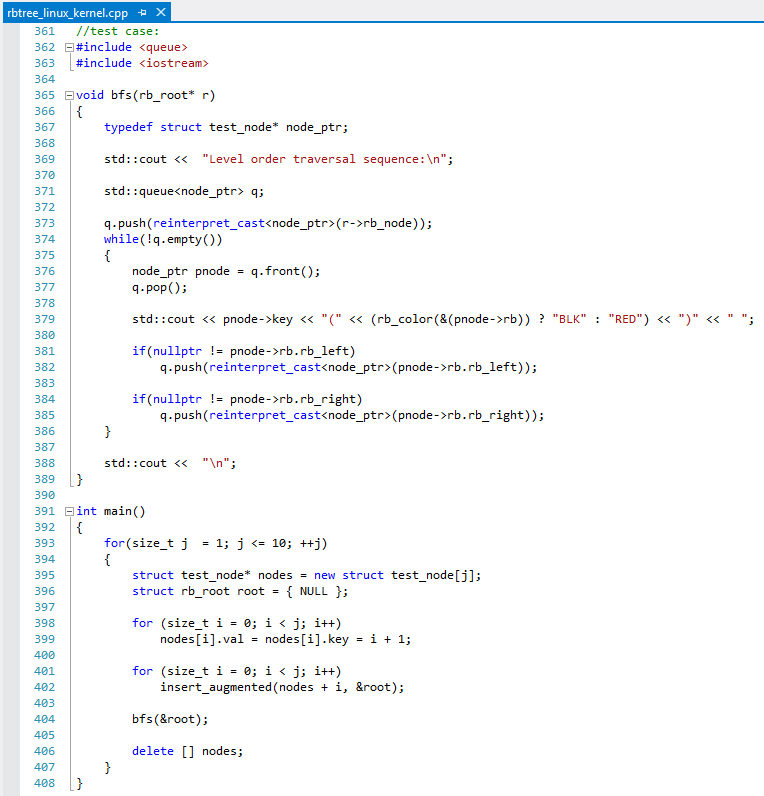 rbtree_linux_kernel.cpp
361 //test case:
362 #include <queue>
363 #include <iostream>
364
365 void bfs(rb_root* r)
366 {
367     typedef struct test_node* node_ptr;
368
369     std::cout <<  "Level order traversal sequence:\n";
370
371     std::queue<node_ptr> q;
372
373     q.push(reinterpret_cast<node_ptr>(r->rb_node));
374     while(!q.empty())
375     {
376         node_ptr pnode = q.front();
377         q.pop();
378
379         std::cout << pnode->key << "(" << (rb_color(&(pnode->rb)) ? "BLK" : "RED") << ")" << " ";
380
381         if(nullptr != pnode->rb.rb_left)
382             q.push(reinterpret_cast<node_ptr>(pnode->rb.rb_left));
383
384         if(nullptr != pnode->rb.rb_right)
385             q.push(reinterpret_cast<node_ptr>(pnode->rb.rb_right));
386     }
387
388     std::cout <<  "\n";
389 }
390
391 int main()
392 {
393     for(size_t j  = 1; j <= 10; ++j)
394     {
395         struct test_node* nodes = new struct test_node[j];
396         struct rb_root root = { NULL };
397
398         for (size_t i = 0; i < j; i++)
399             nodes[i].val = nodes[i].key = i + 1;
400
401         for (size_t i = 0; i < j; i++)
402             insert_augmented(nodes + i, &root);
403
404         bfs(&root);
405
406         delete [] nodes;
407     }
408 }